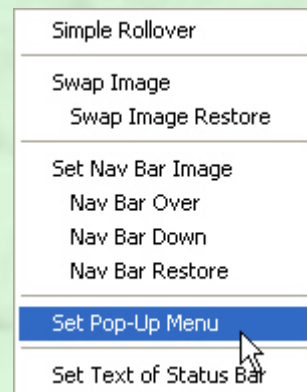 Simple Rollover
Swap Image
Swap Image Restore
Set Nav Bar Image
Nav Bar Over
Nav Bar Down
Nav Bar Restore
Set Pop-Up Menu
Set Text of Status Bar